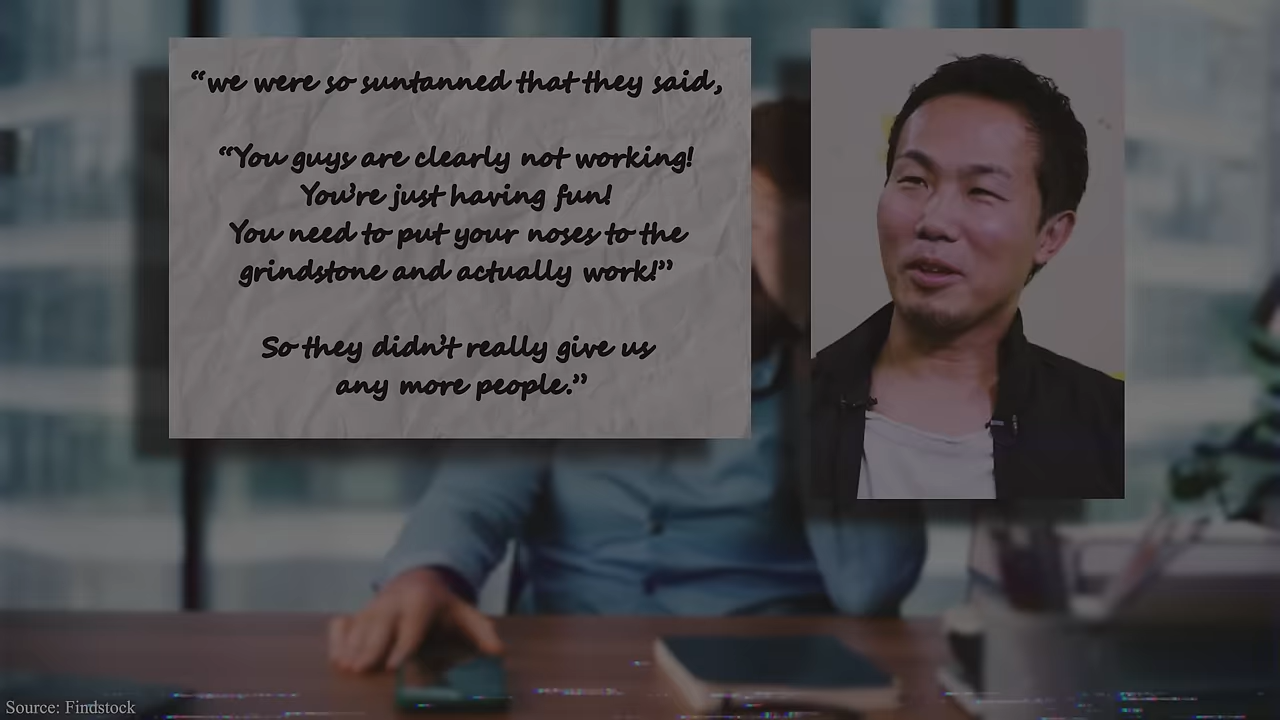 “we were so suntanned that they said,
“You guys are clearly not working!
You’re just having fun!
You need to put your noses to the
grindstone and actually work!”
So they didn’t really give us
any more people.”
Source: Findstock